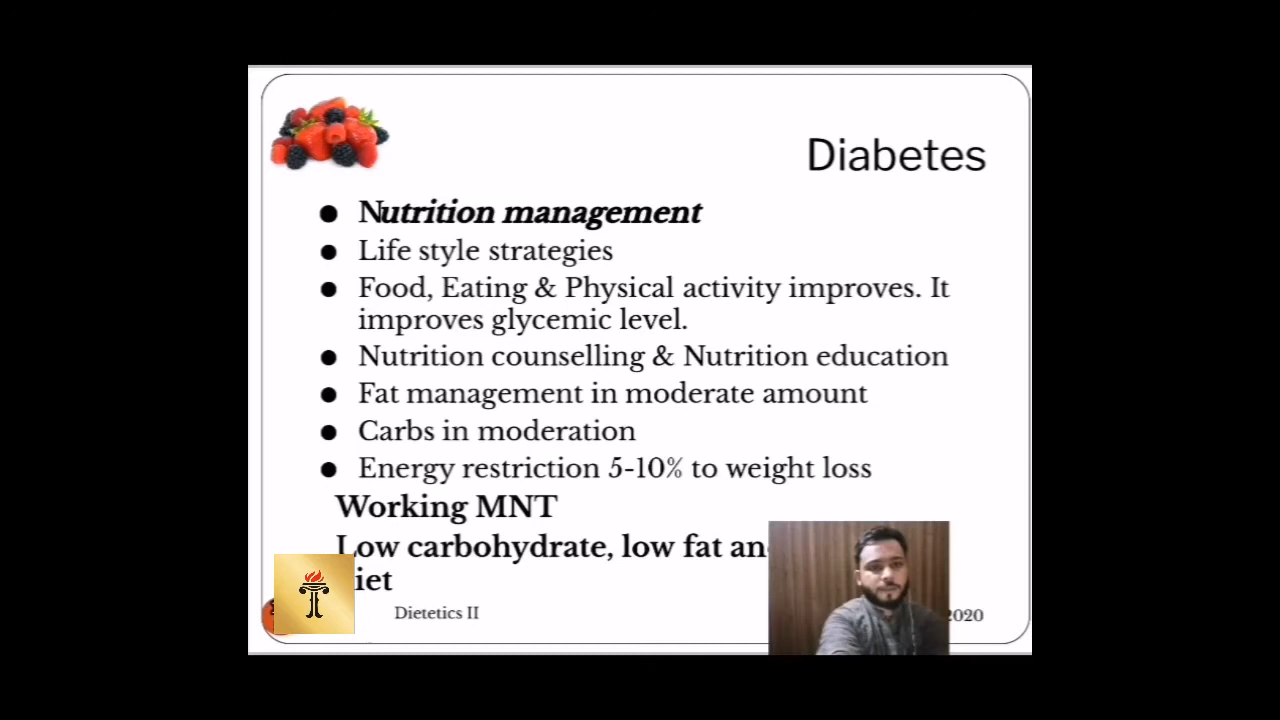 Diabetes
Nutrition management
Life style strategies
Food, Eating & Physical activity improves. It
improves glycemic level.
Nutrition counselling & Nutrition education
Fat management in moderate amount
Carbs in moderation
Energy restriction 5-10% to weight loss
Working MNT
Low carbohydrate, low fat
iet
Dietetics II
2020